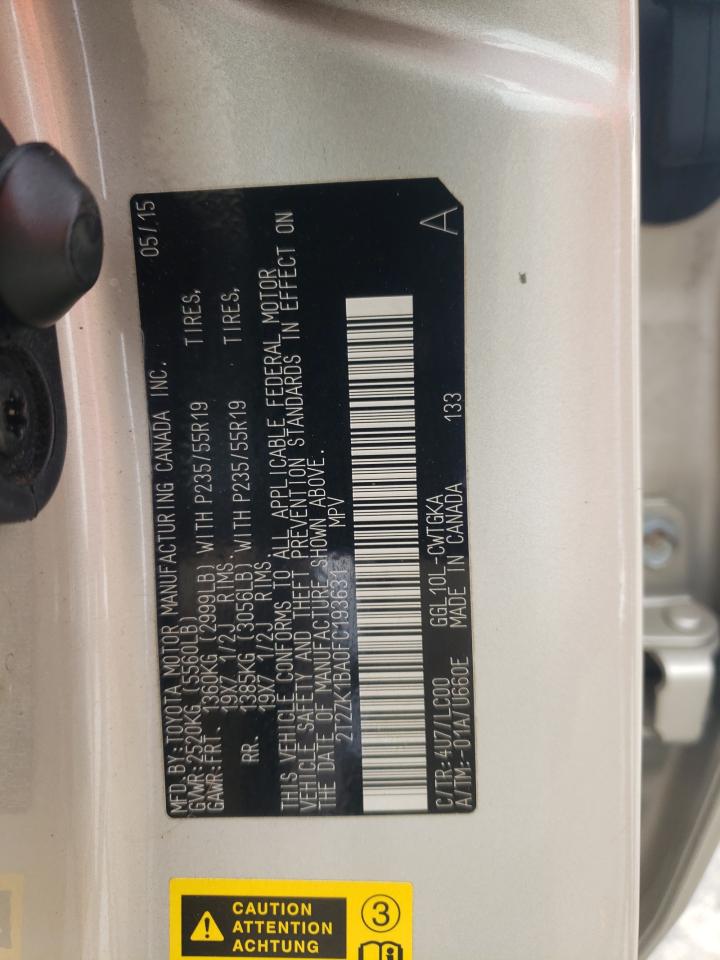 MFD. BY: TOYOTA MOTOR MANUFACTURING CANADA INC. 05/15
GVWR: 2520KG (5560LB)
GAWR: FRT. 1360KG (2999LB) WITH P235/55R19 TIRES,
19X7 1/2J RIMS.
RR. 1385KG (3056LB) WITH P235/55R19 TIRES,
19X7 1/2J RIMS.
THIS VEHICLE CONFORMS TO ALL APPLICABLE FEDERAL MOTOR
VEHICLE SAFETY AND THEFT PREVENTION STANDARDS IN EFFECT ON
THE DATE OF MANUFACTURE SHOWN ABOVE.
2T2ZK1BA0FC193631 MPV
C/TR: 4J7/LC00 GGL10L-CWTGKA
A/TM: -01A/U660E MADE IN CANADA 133
A
CAUTION
ATTENTION
ACHTUNG
3